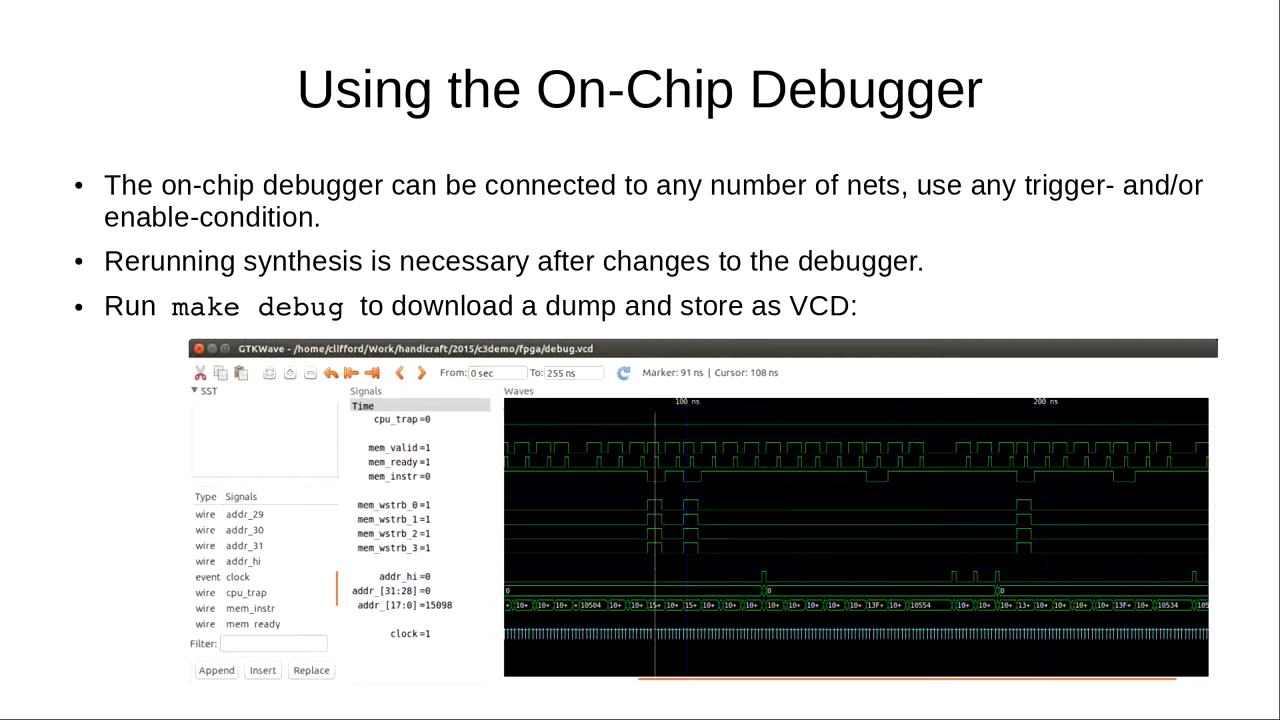 Using the On-Chip Debugger
• The on-chip debugger can be connected to any number of nets, use any trigger- and/or
enable-condition.
• Rerunning synthesis is necessary after changes to the debugger.
• Run make debug to download a dump and store as VCD:
GTKWave - /home/clifford/Work/handicraft/2015/c3demo/fpga/debug.vcd
From: 0 sec To: 255 ns Marker: 91 ns | Cursor: 108 ns
SST
Signals
Waves
Time
100 ns 200 ns
cpu_trap=0
mem_valid=1
mem_ready=1
mem_instr=0
mem_wstrb_0=1
mem_wstrb_1=1
mem_wstrb_2=1
mem_wstrb_3=1
addr_hi=0
addr_[31:28]=0
0 0 0
addr_[17:0]=15098
clock=1
Type Signals
wire addr_29
wire addr_30
wire addr_31
wire addr_hi
event clock
wire cpu_trap
wire mem_instr
wire mem_ready
Filter:
Append Insert Replace